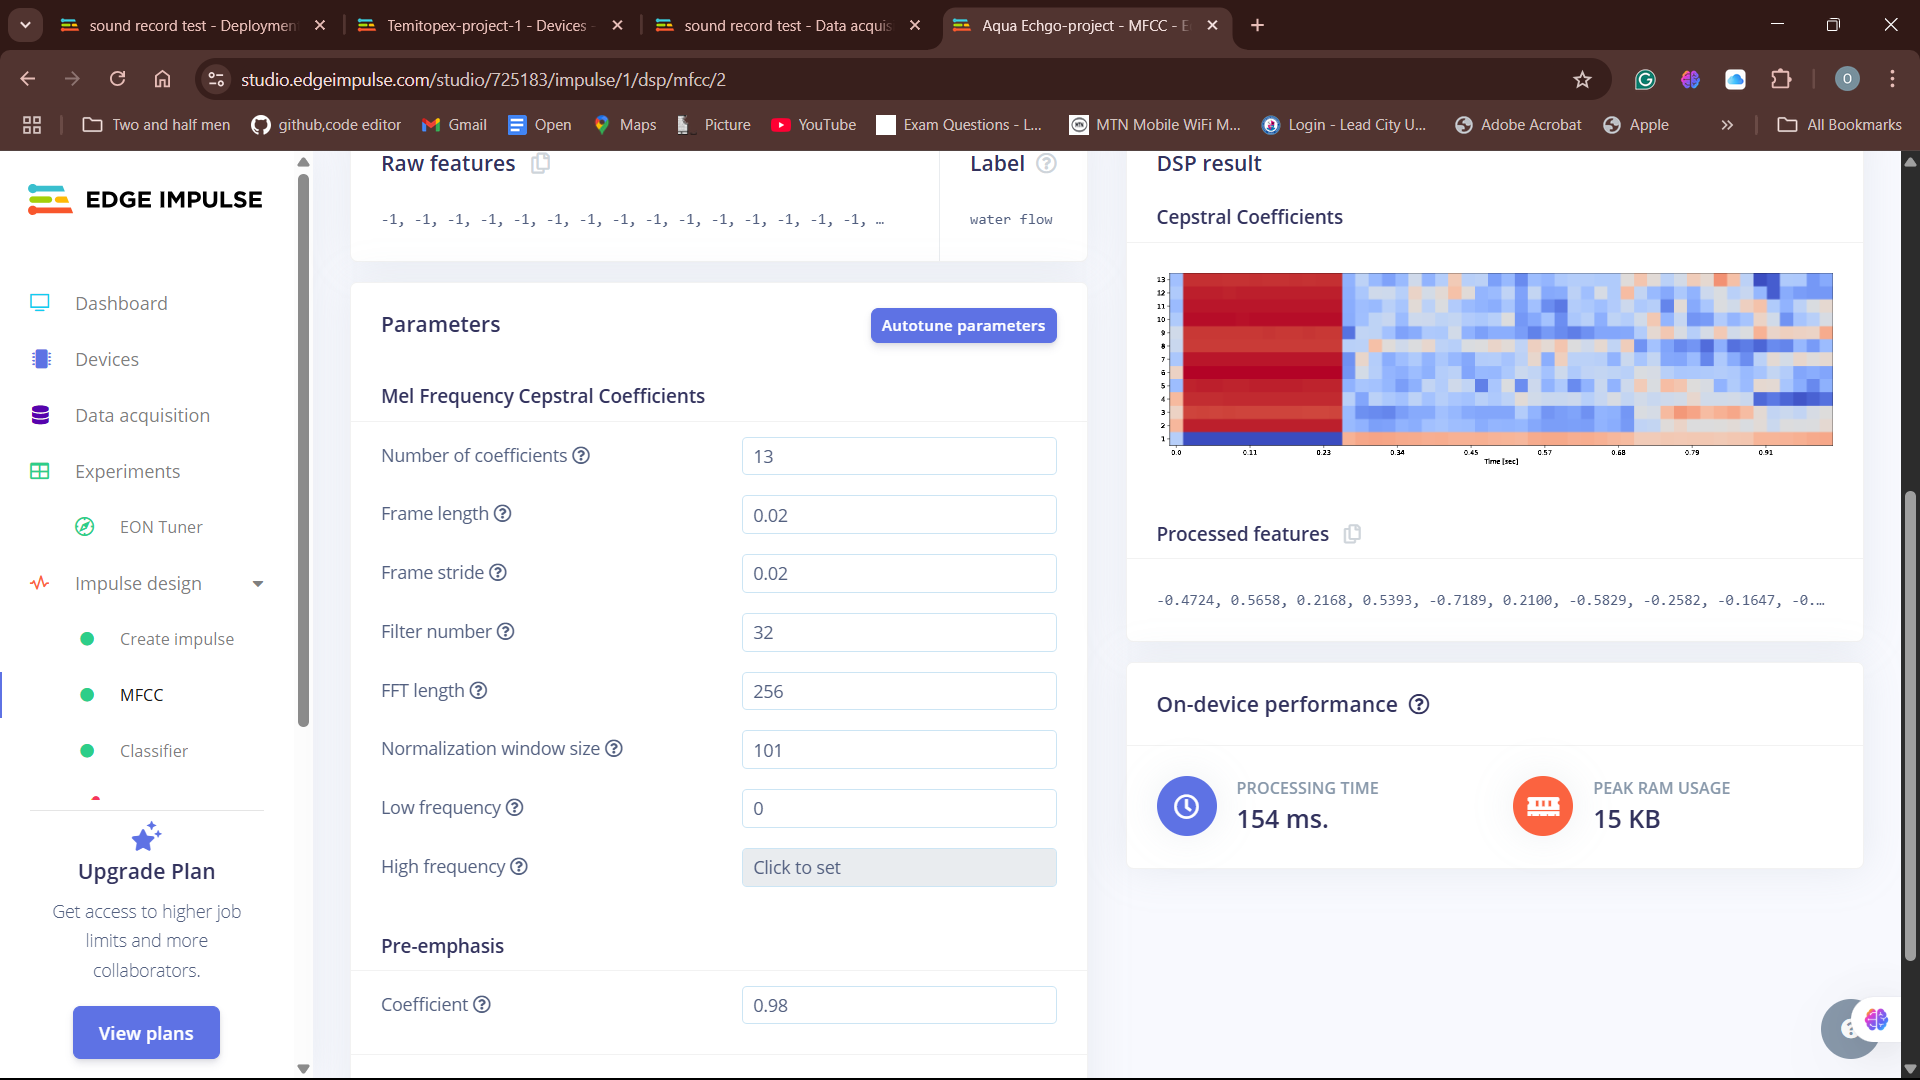 sound record test - Deploymen
Temitopex-project-1 - Devices -
sound record test - Data acquis
Aqua Echgo-project - MFCC - E
studio.edgeimpulse.com/studio/725183/impulse/1/dsp/mfcc/2
O
Two and half men
github,code editor
Gmail
Open
Maps
Picture
YouTube
Exam Questions - L...
MTN Mobile WiFi M...
Login - Lead City U...
Adobe Acrobat
Apple
All Bookmarks
EDGE IMPULSE
Dashboard
Devices
Data acquisition
Experiments
EON Tuner
Impulse design
Create impulse
MFCC
Classifier
Upgrade Plan
Get access to higher job
limits and more
collaborators.
View plans
Raw features
-1, -1, -1, -1, -1, -1, -1, -1, -1, -1, -1, -1, -1, -1, -1, …
Label
water flow
Parameters
Autotune parameters
Mel Frequency Cepstral Coefficients
Number of coefficients
13
Frame length
0.02
Frame stride
0.02
Filter number
32
FFT length
256
Normalization window size
101
Low frequency
0
High frequency
Click to set
Pre-emphasis
Coefficient
0.98
DSP result
Cepstral Coefficients
13
12
11
10
9
8
7
6
5
4
3
2
1
0.0 0.11 0.23 0.34 0.45 0.57 0.68 0.79 0.91
Time [sec]
Processed features
-0.4724, 0.5658, 0.2168, 0.5393, -0.7189, 0.2100, -0.5829, -0.2582, -0.1647, -0.…
On-device performance
PROCESSING TIME
154 ms.
PEAK RAM USAGE
15 KB